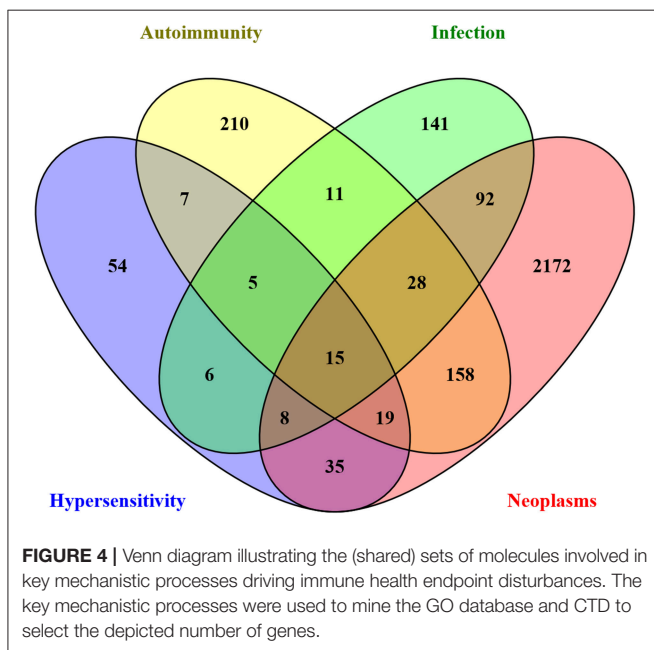 Autoimmunity Infection
210 141
7 11 92
54 5 28 2172
15
6 158
8 19
35
Hypersensitivity Neoplasms
FIGURE 4 | Venn diagram illustrating the (shared) sets of molecules involved in
key mechanistic processes driving immune health endpoint disturbances. The
key mechanistic processes were used to mine the GO database and CTD to
select the depicted number of genes.